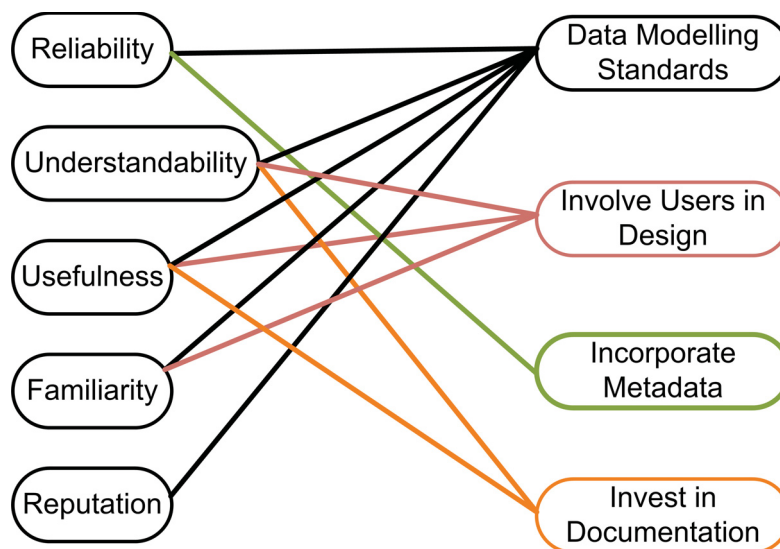 Reliability
Understandability
Usefulness
Familiarity
Reputation
Data Modelling
Standards
Involve Users in
Design
Incorporate
Metadata
Invest in
Documentation